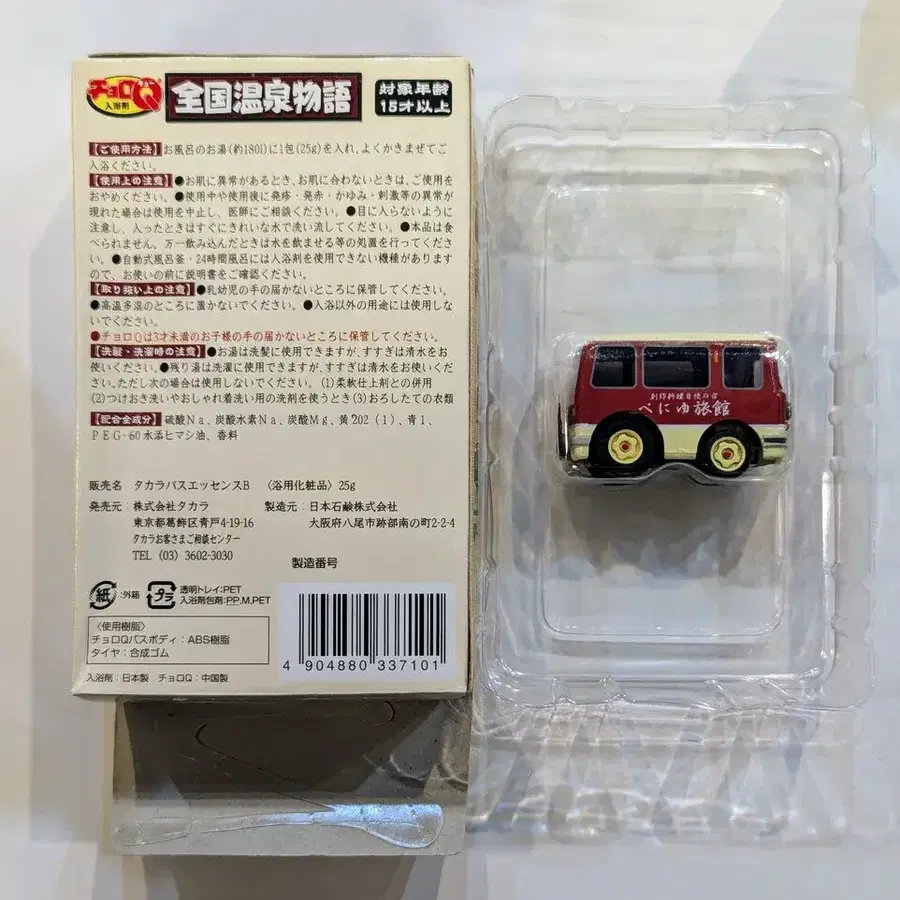 チョロQ
入浴剤
全国温泉物語
対象年齢
15才以上
【ご使用方法】お風呂のお湯(約180l)に1包(25g)を入れ、よくかきまぜてご
入浴ください。
【使用上の注意】●お肌に異常があるとき、お肌に合わないときは、ご使用を
おやめください。●使用中や使用後に発疹・発赤・かゆみ・刺激等の異常が
現れた場合は使用を中止し、医師にご相談ください。●目に入らないように
注意し、入ったときはすぐにきれいな水で洗い流してください。●本品は食
べられません。万一飲み込んだときは水を飲ませる等の処置を行ってくださ
い。●自動式風呂釜・24時間風呂には入浴剤を使用できない機種があります
ので、お使いの前に説明書をご確認ください。
【取り扱い上の注意】●乳幼児の手の届かないところに保管してください。
●高温多湿のところに置かないでください。●入浴以外の用途には使用しな
いでください。
●チョロQは3才未満のお子様の手の届かないところに保管してください。
【洗髪・洗濯時の注意】●お湯は洗髪に使用できますが、すすぎは清水をお
使いください。●残り湯は洗濯に使用できますが、すすぎは清水をお使いく
ださい。ただし次の場合は使用しないでください。(1)柔軟仕上剤との併用
(2)つけおき洗いやおしゃれ着洗い用の洗剤を使うとき(3)おろしたての衣類
【配合全成分】硫酸Na、炭酸水素Na、炭酸Mg、黄202(1)、青1、
PEG-60水添ヒマシ油、香料
販売名 タカラバスエッセンスB 〈浴用化粧品〉25g
発売元:株式会社タカラ
東京都葛飾区青戸4-19-16
タカラお客さまご相談センター
TEL (03) 3602-3030
製造元:日本石鹸株式会社
大阪府八尾市跡部南の町2-2-4
製造番号
紙
:外箱
プラ
透明トレイ:PET
入浴剤包剤:PP,M,PET
〈使用樹脂〉
チョロQバスボディ:ABS樹脂
タイヤ:合成ゴム
入浴剤:日本製 チョロQ:中国製
4 904880 337101
創作料理自慢の宿
べにゆ旅館